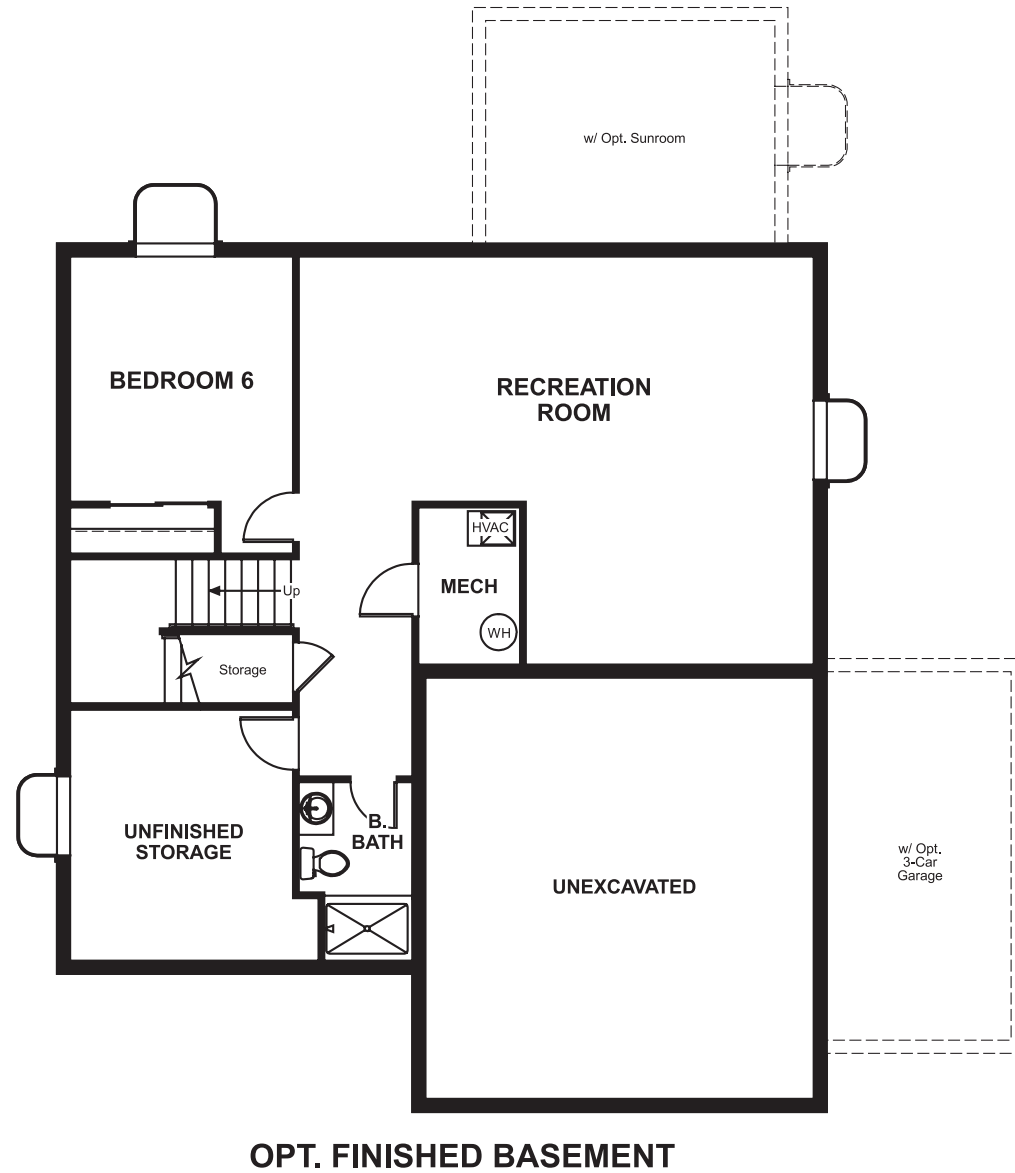 w/ Opt. Sunroom
BEDROOM 6
RECREATION
ROOM
HVAC
MECH
Up
WH
Storage
B.
BATH
UNFINISHED
STORAGE
w/ Opt.
3-Car
Garage
UNEXCAVATED
OPT. FINISHED BASEMENT